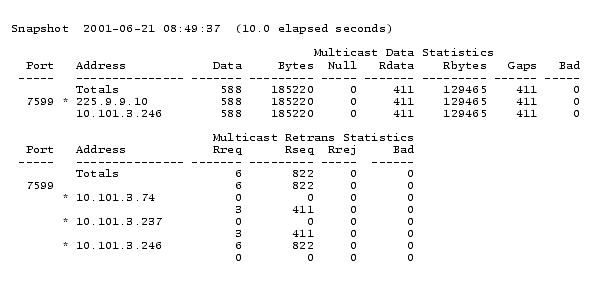 Snapshot 2001-06-21 08:49:37 (10.0 elapsed seconds)
Multicast Data Statistics
Port Address Data Bytes Null Rdata Rbytes Gaps Bad
----- --------------- ------ --------- ---- ------ -------- ----- -----
Totals 588 185220 0 411 129465 411 0
7599 * 225.9.9.10 588 185220 0 411 129465 411 0
10.101.3.246 588 185220 0 411 129465 411 0
Multicast Retrans Statistics
Port Address Rreq Rseq Rrej Bad
----- --------------- ------ --------- ---- ------
Totals 6 822 0 0
7599 6 822 0 0
* 10.101.3.74 0 0 0 0
3 411 0 0
* 10.101.3.237 0 0 0 0
3 411 0 0
* 10.101.3.246 6 822 0 0
0 0 0 0